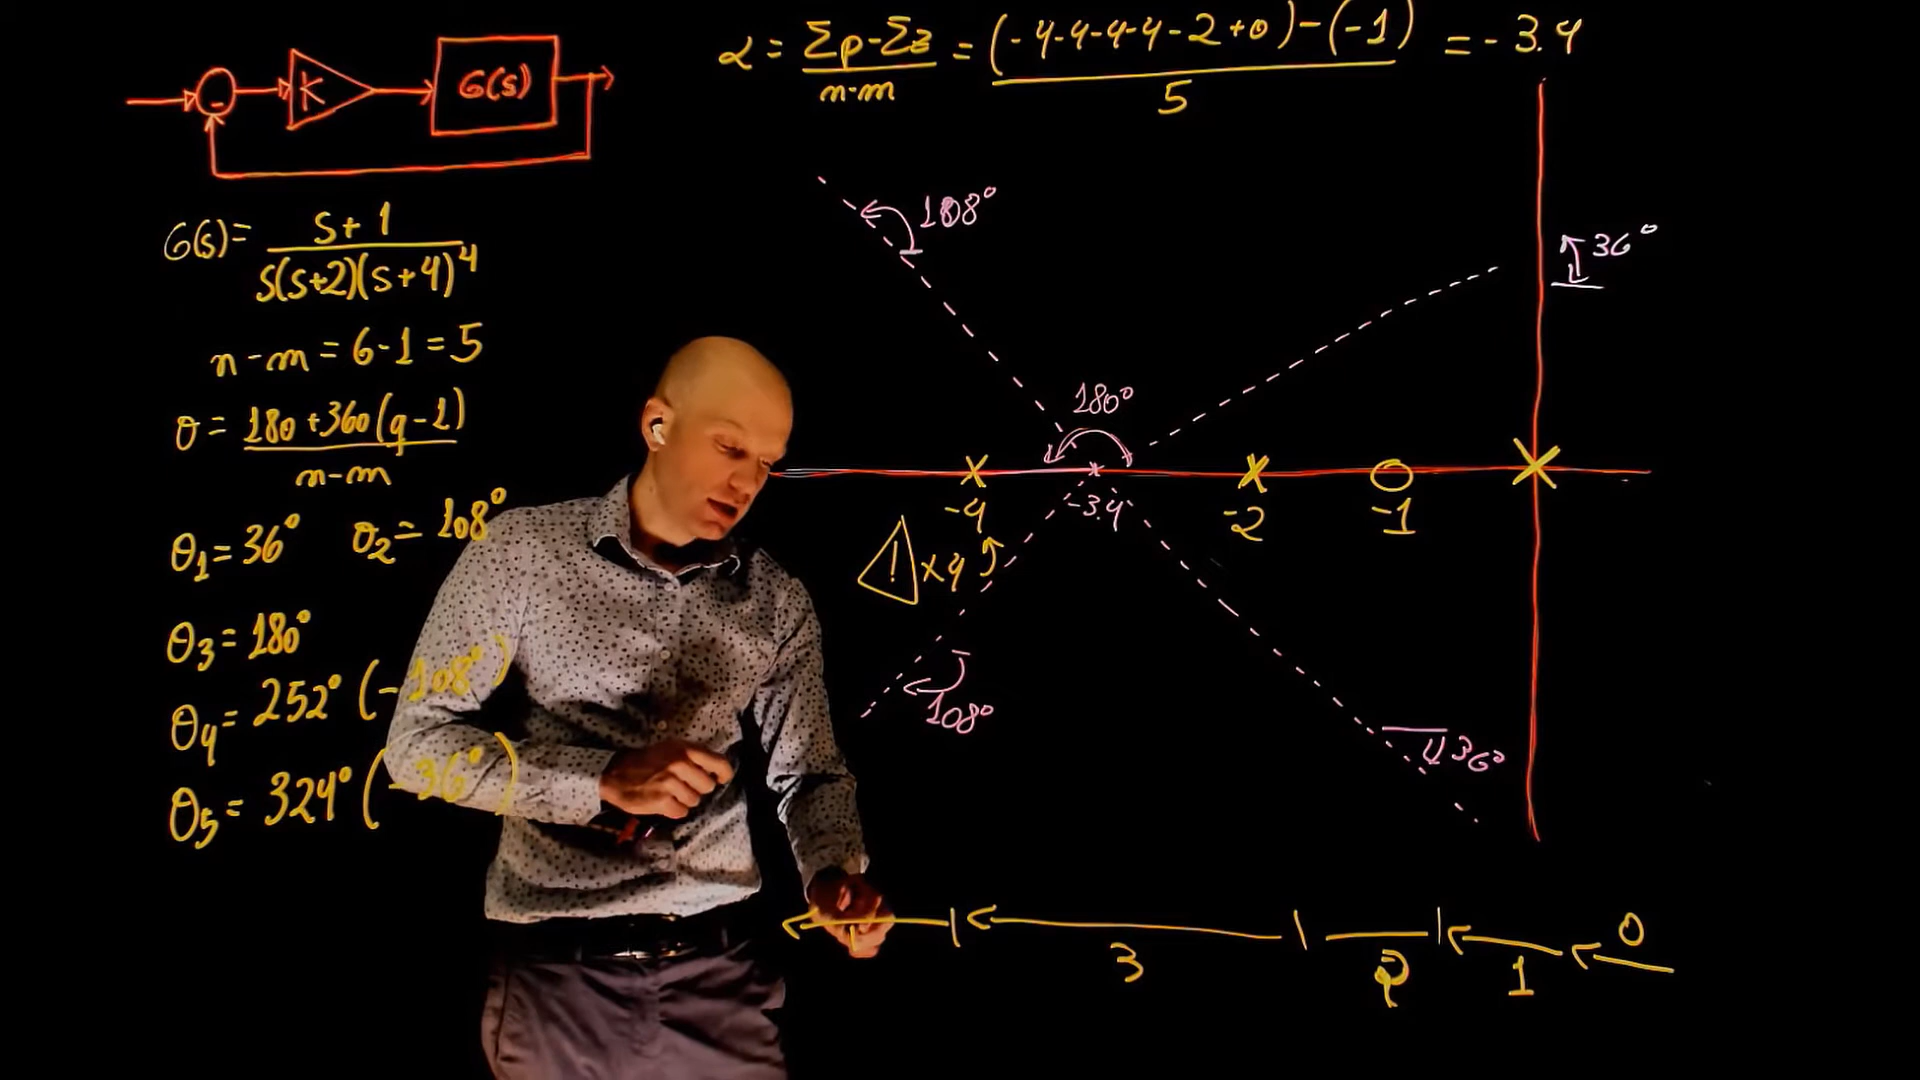 α = Σp-Σz / n-m = (-4-4-4-4-2+0)-(-1) / 5 = -3.4
K
G(s)
G(s)= s+1 / s(s+2)(s+4)^4
n-m=6-1=5
θ= 180+360(q-1) / n-m
θ1=36° θ2=108°
θ3=180°
θ4=252° (-108°)
θ5=324° (-36°)
108°
36°
180°
-4
-3.4
-2
-1
! x4
108°
36°
3
2
1
0